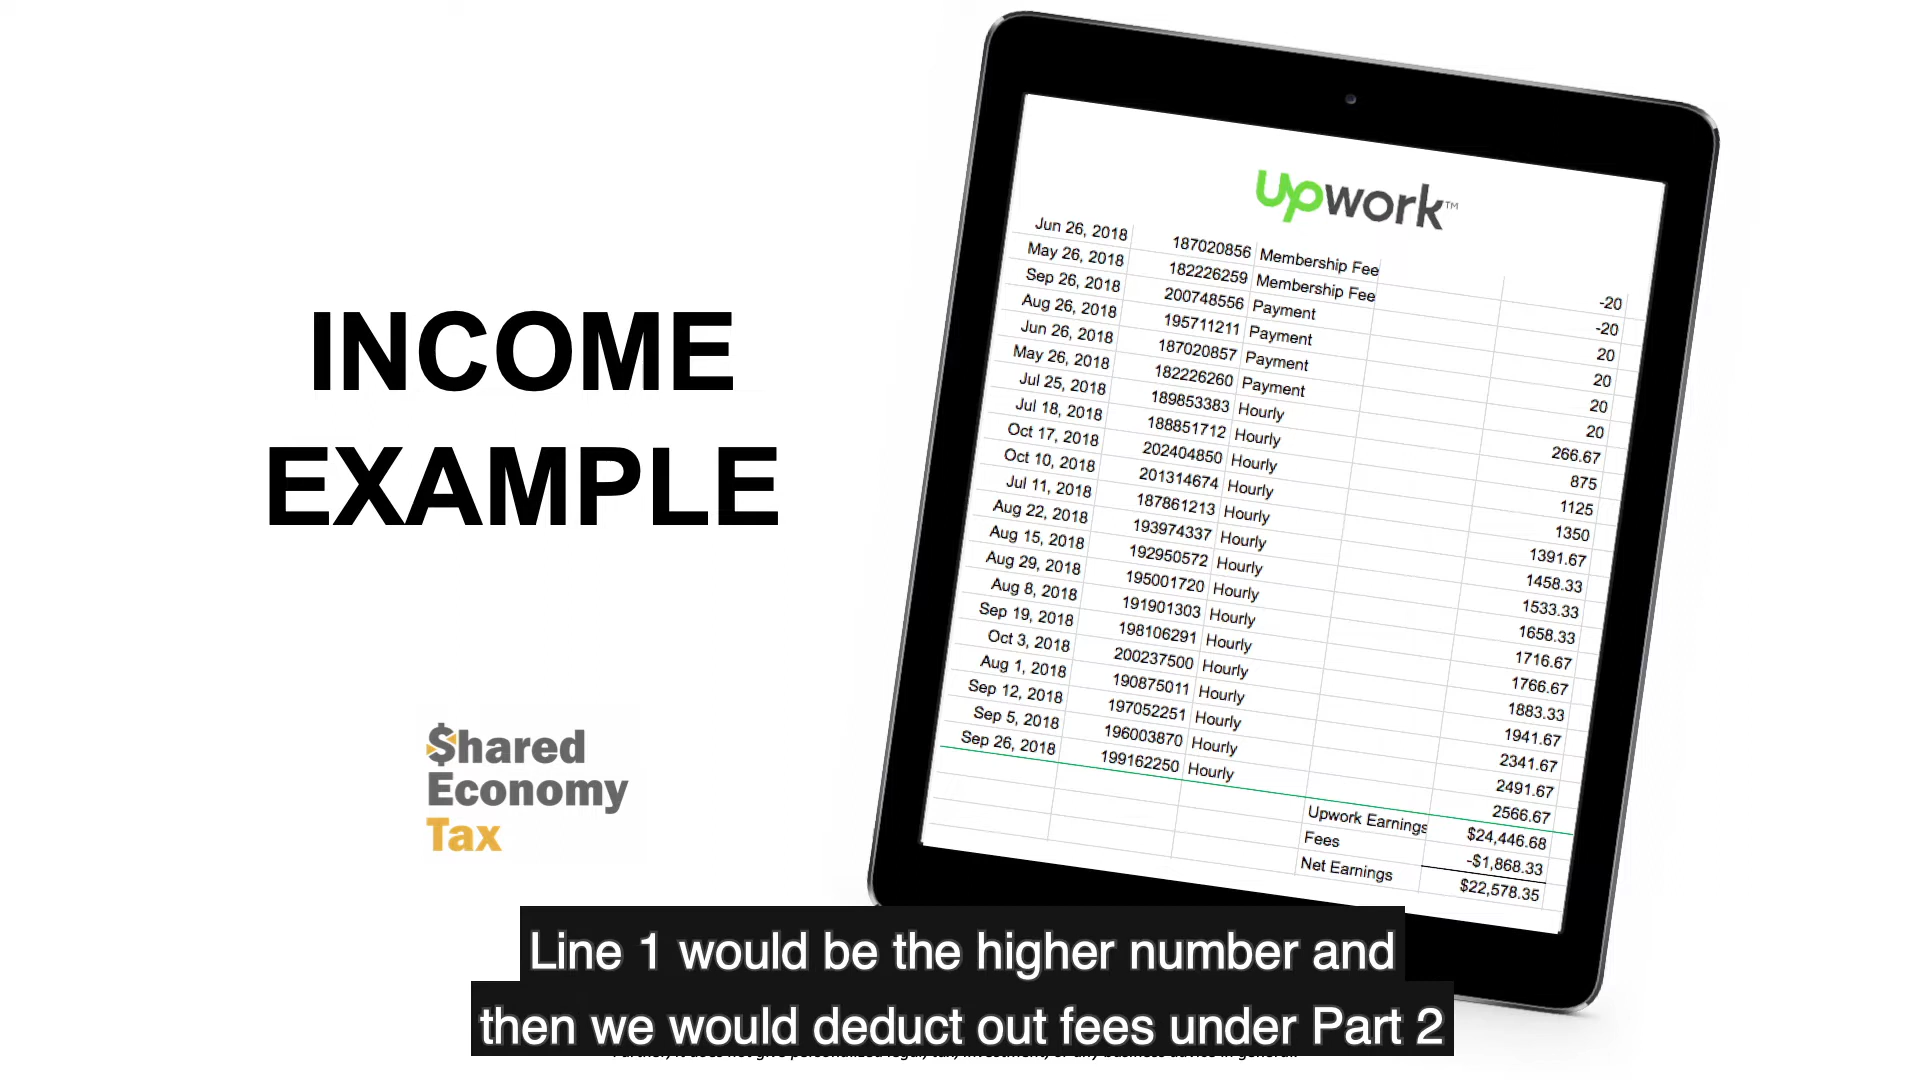 INCOME
EXAMPLE
$hared
Economy
Tax
upwork™
Jun 26, 2018 187020856 Membership Fee -20
May 26, 2018 182226259 Membership Fee -20
Sep 26, 2018 200748556 Payment 20
Aug 26, 2018 195711211 Payment 20
Jun 26, 2018 187020857 Payment 20
May 26, 2018 182226260 Payment 20
Jul 25, 2018 189853383 Hourly 266.67
Jul 18, 2018 188851712 Hourly 875
Oct 17, 2018 202404850 Hourly 1125
Oct 10, 2018 201314674 Hourly 1350
Jul 11, 2018 187861213 Hourly 1391.67
Aug 22, 2018 193974337 Hourly 1458.33
Aug 15, 2018 192950572 Hourly 1533.33
Aug 29, 2018 195001720 Hourly 1658.33
Aug 8, 2018 191901303 Hourly 1716.67
Sep 19, 2018 198106291 Hourly 1766.67
Oct 3, 2018 200237500 Hourly 1883.33
Aug 1, 2018 190875011 Hourly 1941.67
Sep 12, 2018 197052251 Hourly 2341.67
Sep 5, 2018 196003870 Hourly 2491.67
Sep 26, 2018 199162250 Hourly 2566.67
Upwork Earnings $24,446.68
Fees -$1,868.33
Net Earnings $22,578.35
Line 1 would be the higher number and
then we would deduct out fees under Part 2